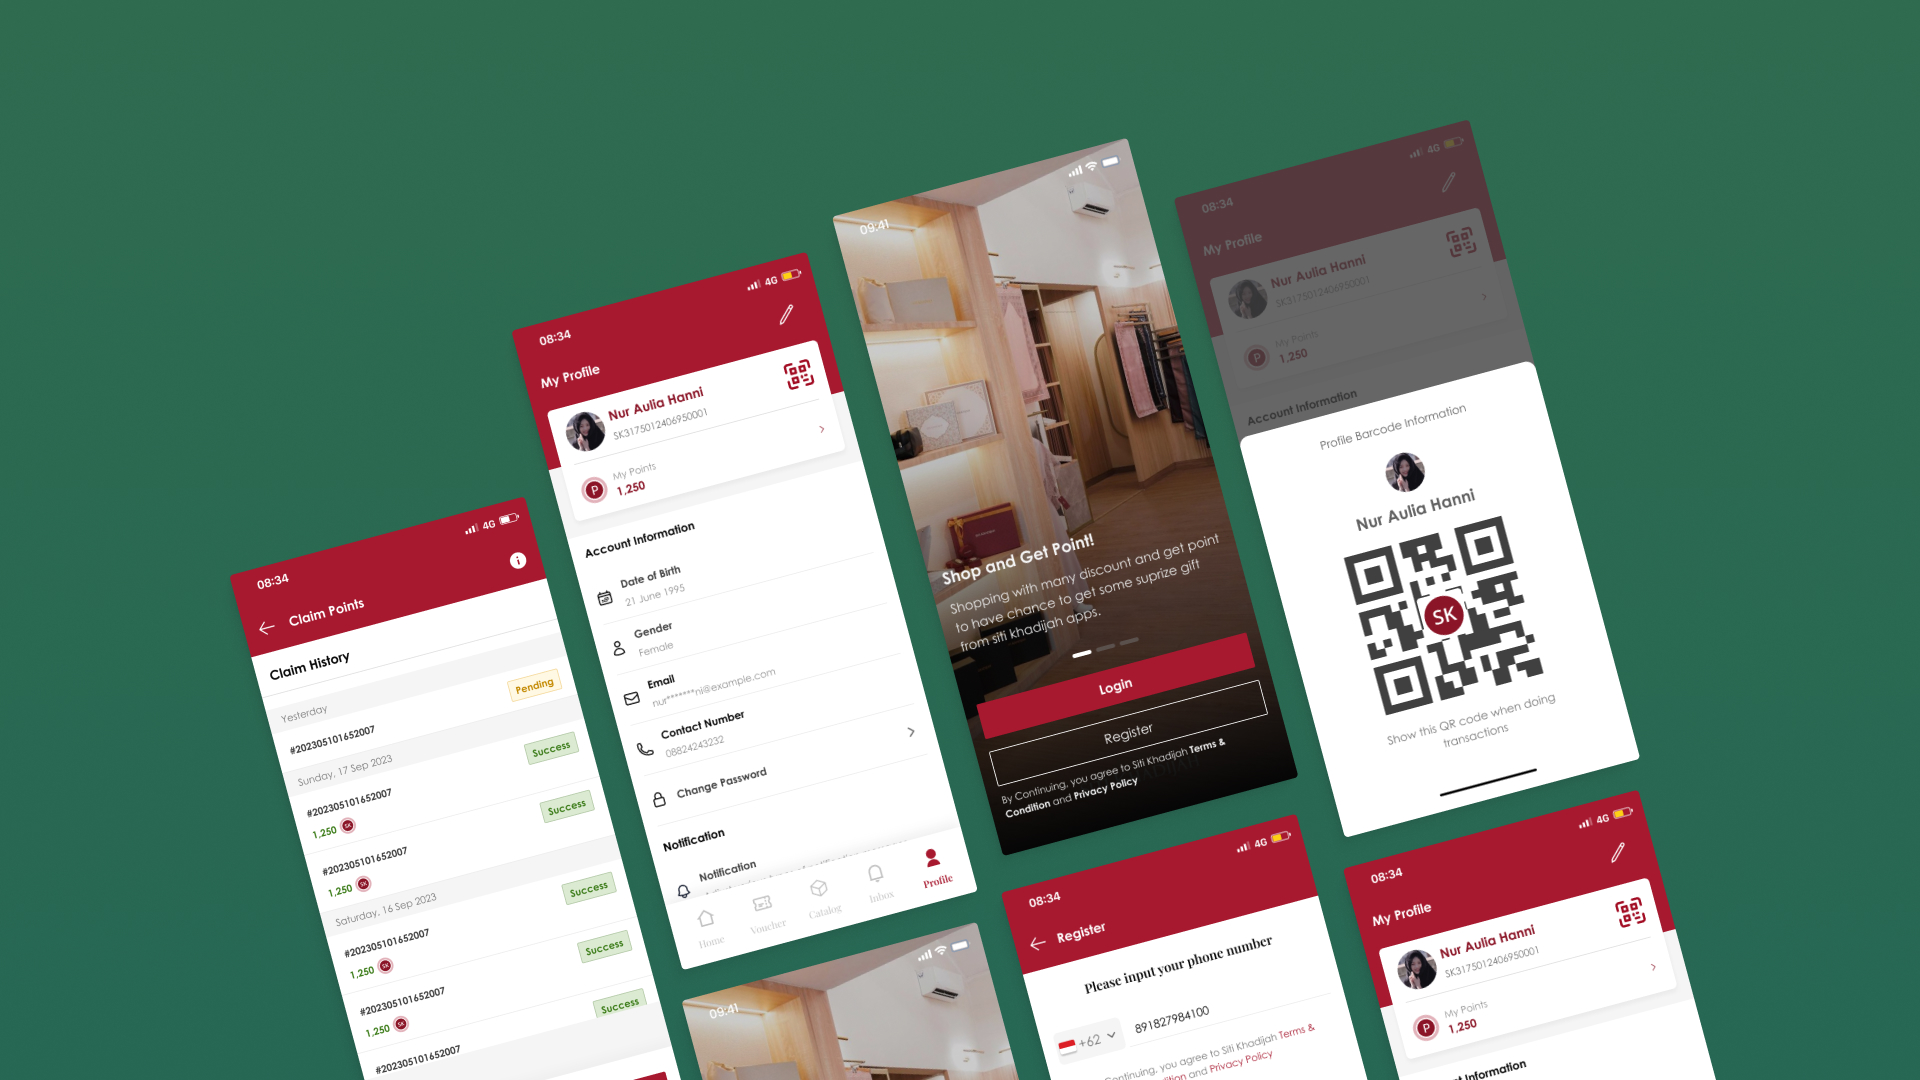 08:34
4G
Claim Points
Claim History
Yesterday
Pending
#202305101652007
Sunday, 17 Sep 2023
Success
#202305101652007
1,250 SK
Success
#202305101652007
1,250 SK
Saturday, 16 Sep 2023
Success
#202305101652007
1,250 SK
Success
#202305101652007
1,250 SK
Success
#202305101652007
08:34
4G
My Profile
Nur Aulia Hanni
SK3175012406950001
P
My Points
1,250
Account Information
Date of Birth
21 June 1995
Gender
Female
Email
nur*******ni@example.com
Contact Number
08824243232
Change Password
Notification
Notification
Home
Voucher
Catalog
Inbox
Profile
09:41
Shop and Get Point!
Shopping with many discount and get point
to have chance to get some suprize gift
from siti khadijah apps.
Login
Register
By Continuing, you agree to Siti Khadijah Terms &
Condition and Privacy Policy
08:34
4G
My Profile
Nur Aulia Hanni
SK3175012406950001
P
My Points
1,250
Account Information
Profile Barcode Information
Nur Aulia Hanni
SK
Show this QR code when doing
transactions
09:41
08:34
4G
Register
Please input your phone number
+62
891827984100
ontinuing, you agree to Siti Khadijah Terms &
ition and Privacy Policy
08:34
4G
My Profile
Nur Aulia Hanni
SK3175012406950001
P
My Points
1,250
nt Information